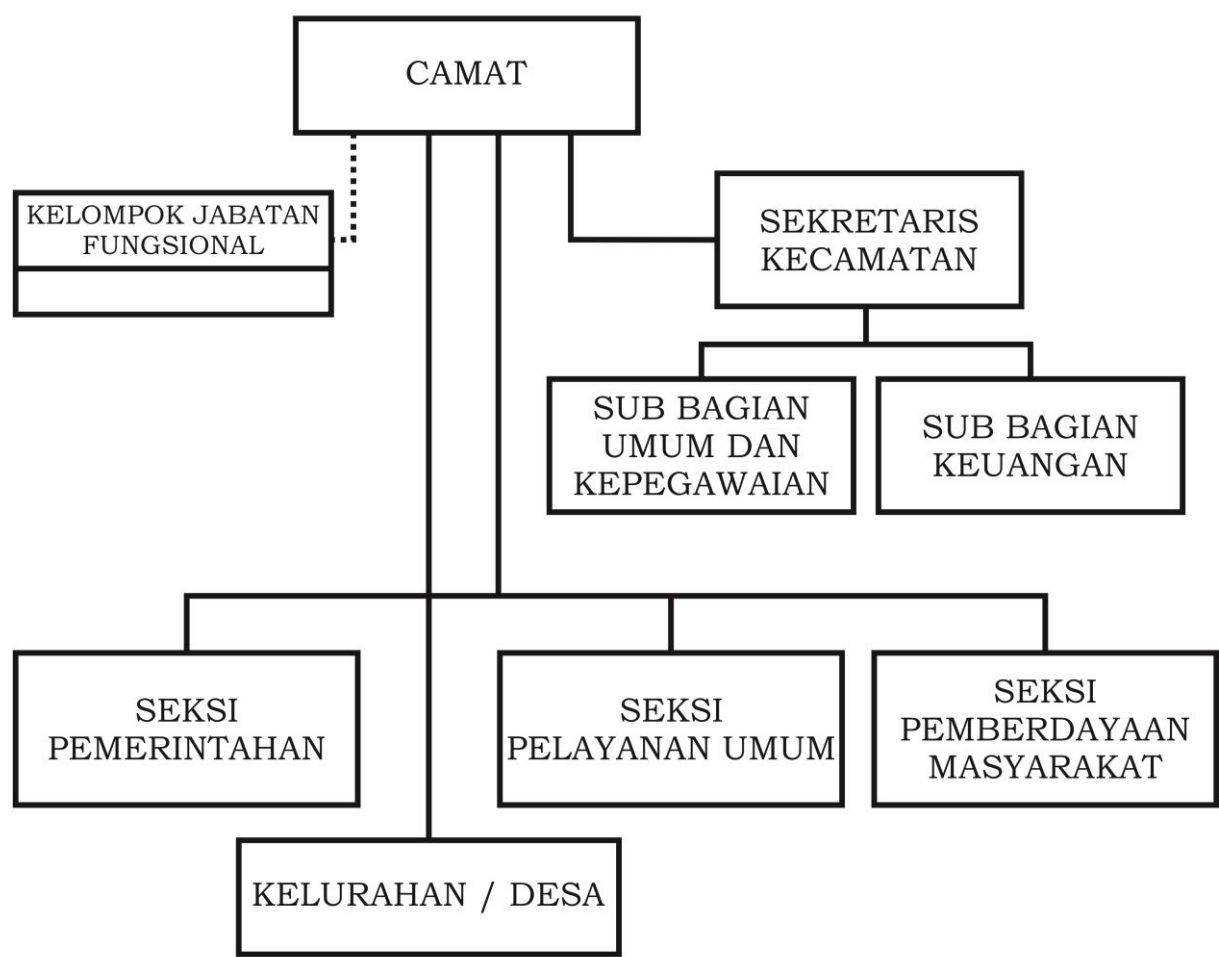 CAMAT
KELOMPOK JABATAN
FUNGSIONAL
SEKRETARIS
KECAMATAN
SUB BAGIAN
UMUM DAN
KEPEGAWAIAN
SUB BAGIAN
KEUANGAN
SEKSI
PEMERINTAHAN
SEKSI
PELAYANAN UMUM
SEKSI
PEMBERDAYAAN
MASYARAKAT
KELURAHAN / DESA